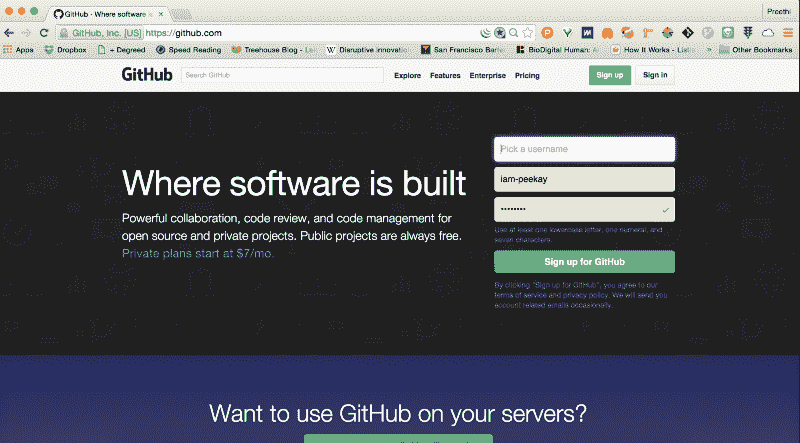 GitHub · Where software is
Preethi
GitHub, Inc. [US] https://github.com
Apps Dropbox + Degreed Speed Reading Treehouse Blog - Disruptive Innovatio San Francisco Barte BioDigital Human: A How It Works - » Other Bookmarks
GitHub Search GitHub Explore Features Enterprise Pricing Sign up Sign in
Pick a username
Where software is built
iam-peekay
Powerful collaboration, code review, and code management for
open source and private projects. Public projects are always free.
Private plans start at $7/mo.
••••••••
Use at least one lowercase letter, one numeral, and
seven characters.
Sign up for GitHub
By clicking "Sign up for GitHub", you agree to our
terms of service and privacy policy. We will send you
account related emails occasionally.
Want to use GitHub on your servers?